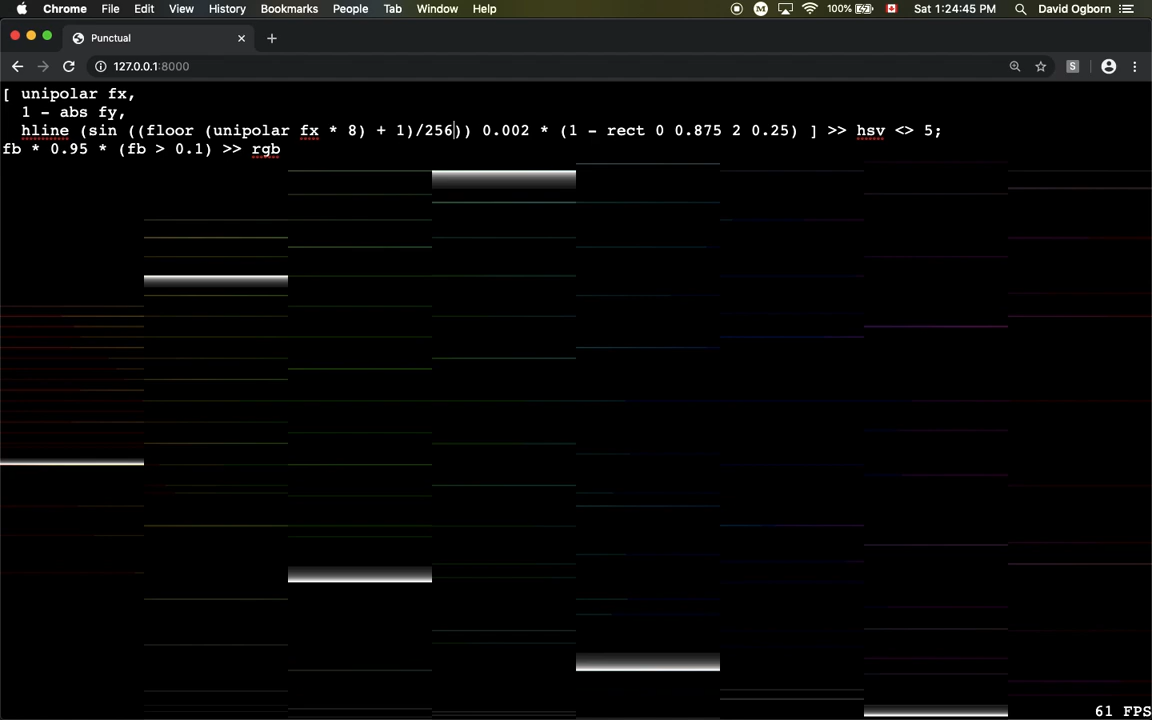 Chrome File Edit View History Bookmarks People Tab Window Help 100% Sat 1:24:45 PM David Ogborn
Punctual
127.0.0.1:8000 S
[ unipolar fx,
1 - abs fy,
hline (sin ((floor (unipolar fx * 8) + 1)/256)) 0.002 * (1 - rect 0 0.875 2 0.25) ] >> hsv <> 5;
fb * 0.95 * (fb > 0.1) >> rgb
61 FPS